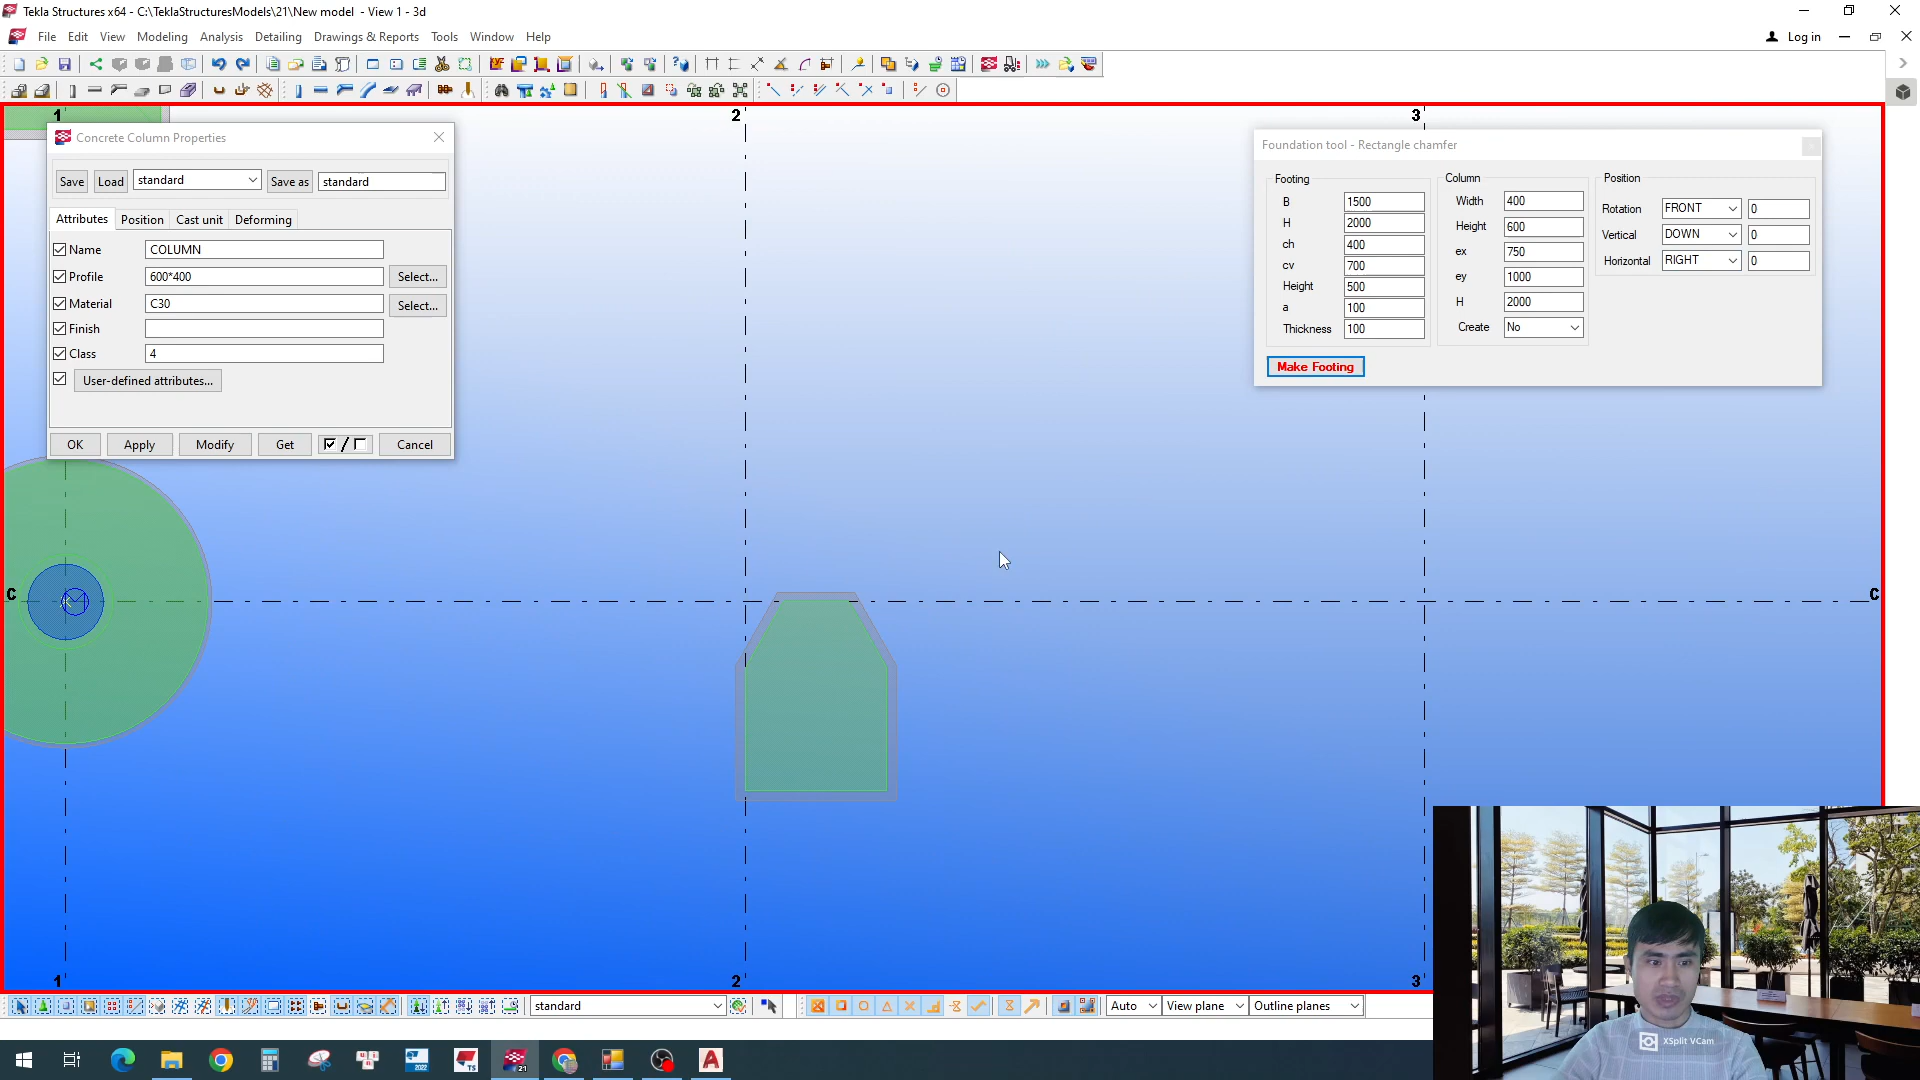 Tekla Structures x64 - C:\TeklaStructuresModels\21\New model - View 1 - 3d
File Edit View Modeling Analysis Detailing Drawings & Reports Tools Window Help
Log in
1 2 3
Concrete Column Properties
Save Load standard Save as standard
Attributes Position Cast unit Deforming
Name COLUMN
Profile 600*400 Select...
Material C30 Select...
Finish
Class 4
User-defined attributes...
OK Apply Modify Get / Cancel
Foundation tool - Rectangle chamfer
Footing
B 1500
H 2000
ch 400
cv 700
Height 500
a 100
Thickness 100
Column
Width 400
Height 600
ex 750
ey 1000
H 2000
Create No
Position
Rotation FRONT 0
Vertical DOWN 0
Horizontal RIGHT 0
Make Footing
C C
1 2 3
standard
Auto View plane Outline planes
XSplit VCam
2022 TS 21